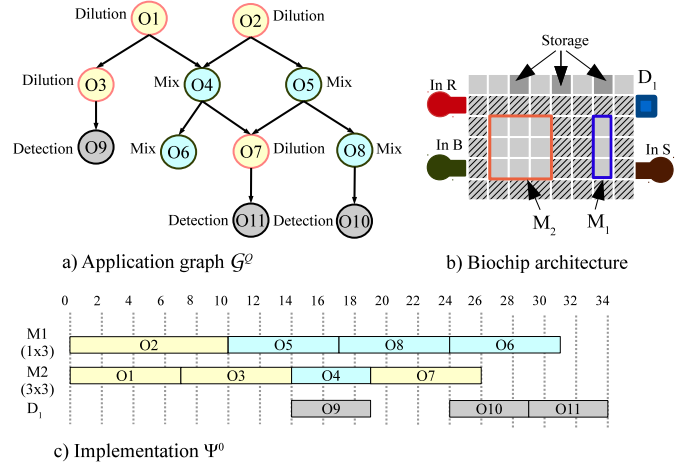 O1 Dilution O2 Dilution
Dilution O3 Mix O4 O5 Mix
Detection O9 Mix O6 O7 Dilution O8 Mix
Detection O11 Detection O10
a) Application graph G^Q
Storage
In R D1
In B In S
M2 M1
b) Biochip architecture
0 2 4 6 8 10 12 14 16 18 20 22 24 26 28 30 32 34
M1 (1x3) O2 O5 O8 O6
M2 (3x3) O1 O3 O4 O7
D1 O9 O10 O11
c) Implementation Ψ^0